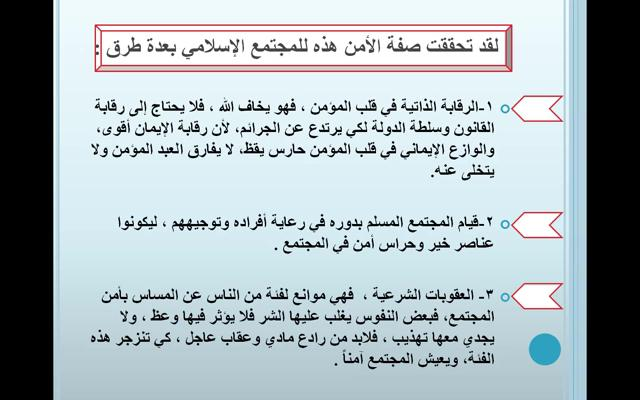 لقد تحققت صفة الأمن هذه للمجتمع الإسلامي بعدة طرق :
١-الرقابة الذاتية في قلب المؤمن ، فهو يخاف الله ، فلا يحتاج إلى رقابة
القانون وسلطة الدولة لكي يرتدع عن الجرائم، لأن رقابة الإيمان أقوى،
والوازع الإيماني في قلب المؤمن حارس يقظ، لا يفارق العبد المؤمن ولا
يتخلى عنه.
٢-قيام المجتمع المسلم بدوره في رعاية أفراده وتوجيههم ، ليكونوا
عناصر خير وحراس أمن في المجتمع .
٣- العقوبات الشرعية ، فهي موانع لفئة من الناس عن المساس بأمن
المجتمع، فبعض النفوس يغلب عليها الشر فلا يؤثر فيها وعظ ، ولا
يجدي معها تهذيب ، فلابد من رادع مادي وعقاب عاجل ، كي تنزجر هذه
الفئة، ويعيش المجتمع آمناً .